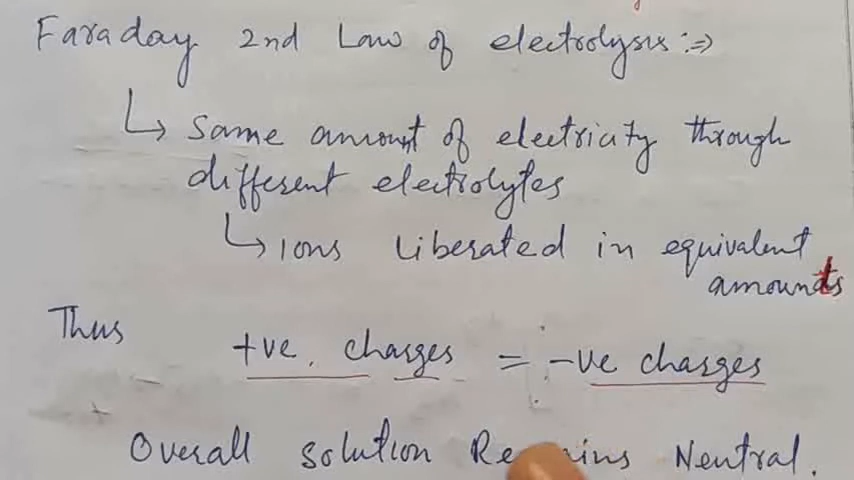 Faraday 2nd Law of electrolysis :⇒
↳ Same amount of electricity through
different electrolytes
↳ ions liberated in equivalent
amounts
Thus
+ve charges = -ve charges
Overall solution Neutral.